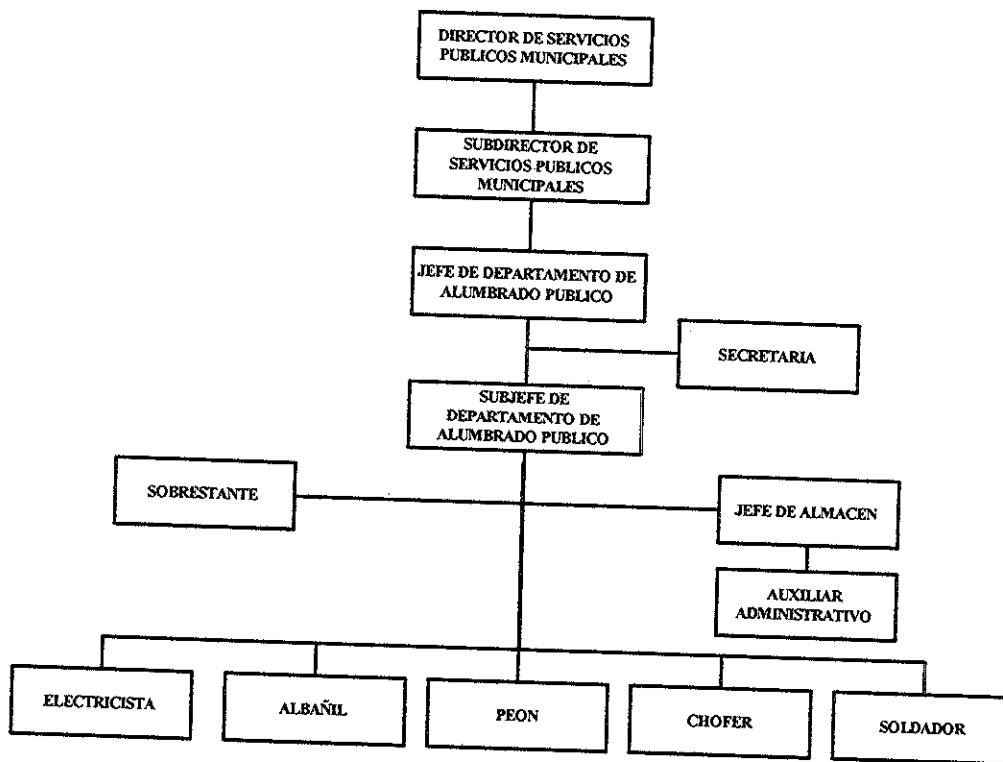 DIRECTOR DE SERVICIOS
PUBLICOS MUNICIPALES
SUBDIRECTOR DE
SERVICIOS PUBLICOS
MUNICIPALES
JEFE DE DEPARTAMENTO DE
ALUMBRADO PUBLICO
SECRETARIA
SUBJEFE DE
DEPARTAMENTO DE
ALUMBRADO PUBLICO
SOBRESTANTE
JEFE DE ALMACEN
AUXILIAR
ADMINISTRATIVO
ELECTRICISTA
ALBAÑIL
PEON
CHOFER
SOLDADOR